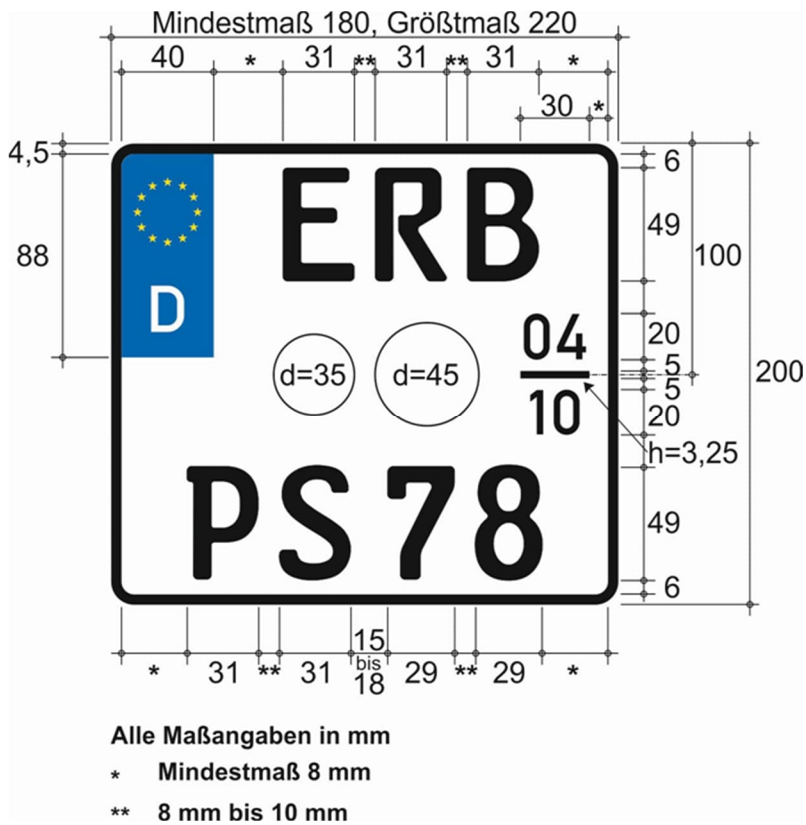 Mindestmaß 180, Größtmaß 220
40 * 31 ** 31 ** 31 *
30 *
4,5
6
ERB
49
88
D
100
20
04
d=35 d=45
5
5
200
10
20
h=3,25
PS 78
49
6
* 31 ** 31 15 bis 18 29 ** 29 *
Alle Maßangaben in mm
* Mindestmaß 8 mm
** 8 mm bis 10 mm